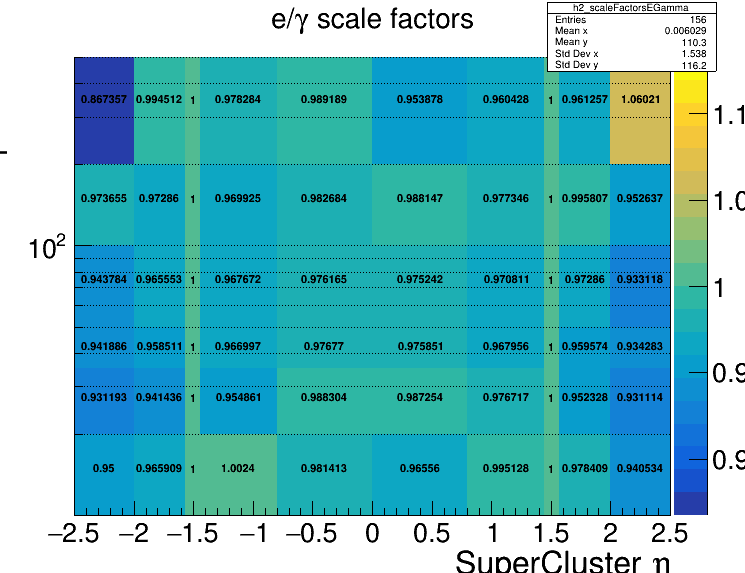 e/γ scale factors
h2_scaleFactorsEGamma
Entries 156
Mean x 0.006029
Mean y 110.3
Std Dev x 1.538
Std Dev y 116.2
0.867357 0.994512 1 0.978284 0.989189 0.953878 0.960428 1 0.961257 1.06021
1.1
0.973655 0.97286 1 0.969925 0.982684 0.988147 0.977346 1 0.995807 0.952637
1.0
10²
0.943784 0.965553 1 0.967672 0.976165 0.975242 0.970811 1 0.97286 0.933118
1
0.941886 0.958511 1 0.966997 0.97677 0.975851 0.967956 1 0.959574 0.934283
0.9
0.931193 0.941436 1 0.954861 0.988304 0.987254 0.976717 1 0.952328 0.931114
0.9
0.95 0.965909 1 1.0024 0.981413 0.96556 0.995128 1 0.978409 0.940534
−2.5 −2 −1.5 −1 −0.5 0 0.5 1 1.5 2 2.5
SuperCluster η